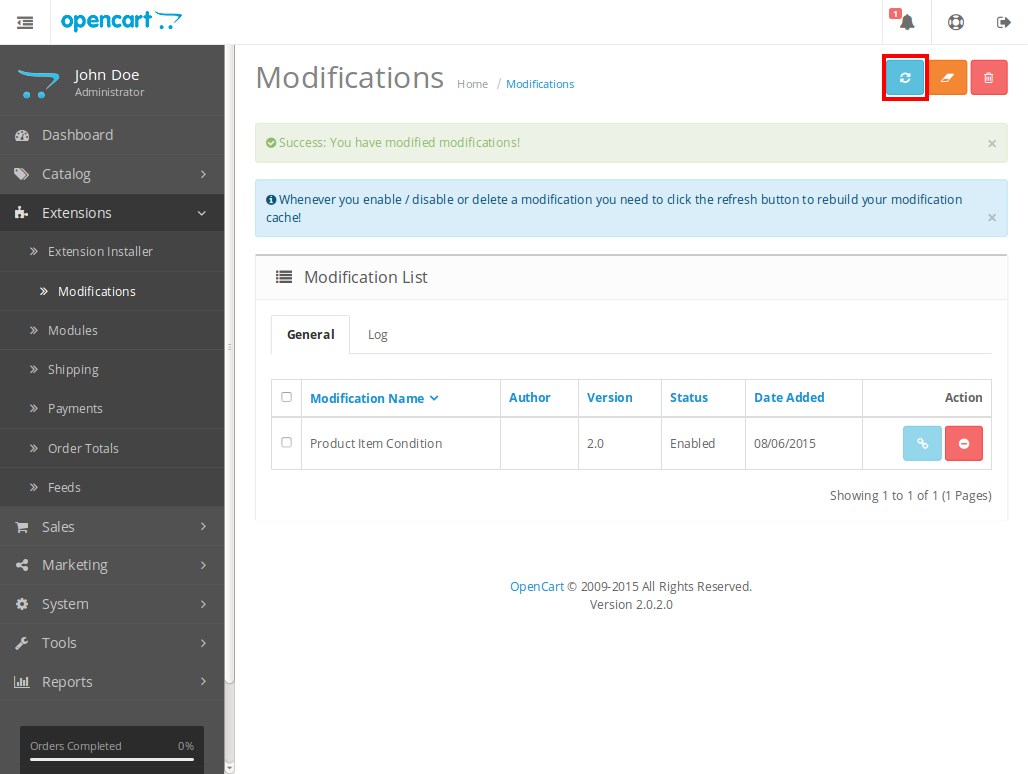 opencart
1
John Doe
Administrator
Dashboard
Catalog
Extensions
Extension Installer
Modifications
Modules
Shipping
Payments
Order Totals
Feeds
Sales
Marketing
System
Tools
Reports
Orders Completed 0%
Modifications Home / Modifications
Success: You have modified modifications! ×
Whenever you enable / disable or delete a modification you need to click the refresh button to rebuild your modification
cache! ×
Modification List
General Log
Modification Name Author Version Status Date Added Action
Product Item Condition 2.0 Enabled 08/06/2015
Showing 1 to 1 of 1 (1 Pages)
OpenCart © 2009-2015 All Rights Reserved.
Version 2.0.2.0